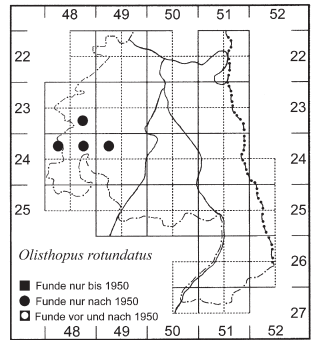 48 49 50 51 52
22 22
23 23
24 24
25 25
Olisthopus rotundatus
26
Funde nur bis 1950
Funde nur nach 1950
Funde vor und nach 1950
27
48 49 50 51 52